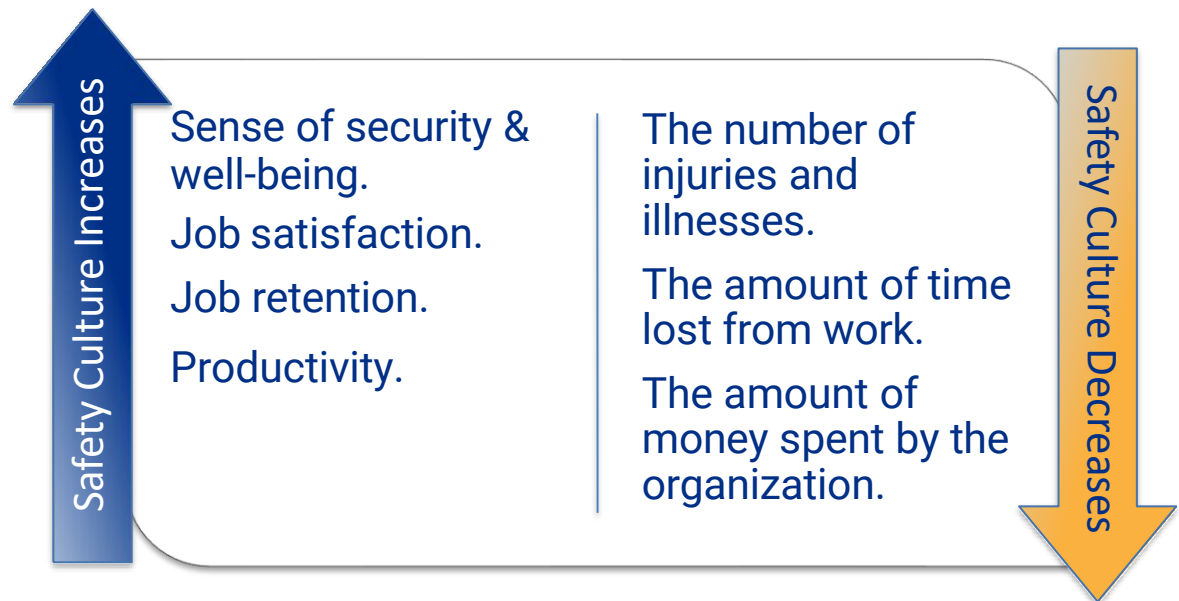 Safety Culture Increases
Sense of security &
well-being.
Job satisfaction.
Job retention.
Productivity.
The number of
injuries and
illnesses.
The amount of time
lost from work.
The amount of
money spent by the
organization.
Safety Culture Decreases